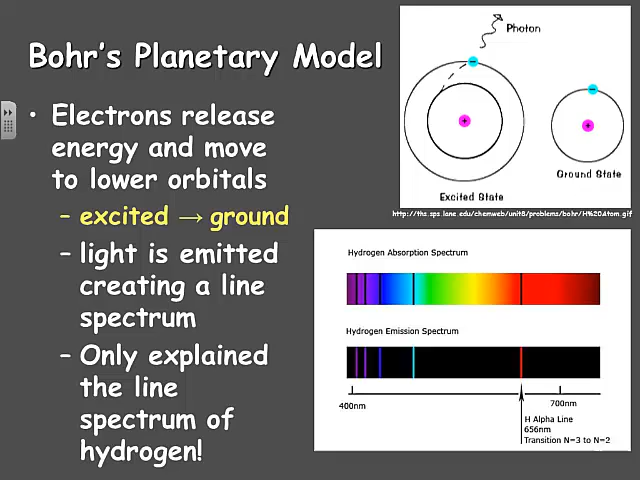 Bohr's Planetary Model
• Electrons release
energy and move
to lower orbitals
– excited → ground
– light is emitted
creating a line
spectrum
– Only explained
the line
spectrum of
hydrogen!
Photon
−
+
Excited State
−
+
Ground State
http://ths.sps.lane.edu/chemweb/unit8/problems/bohr/H%20Atom.gif
Hydrogen Absorption Spectrum
Hydrogen Emission Spectrum
400nm
700nm
H Alpha Line
656nm
Transition N=3 to N=2